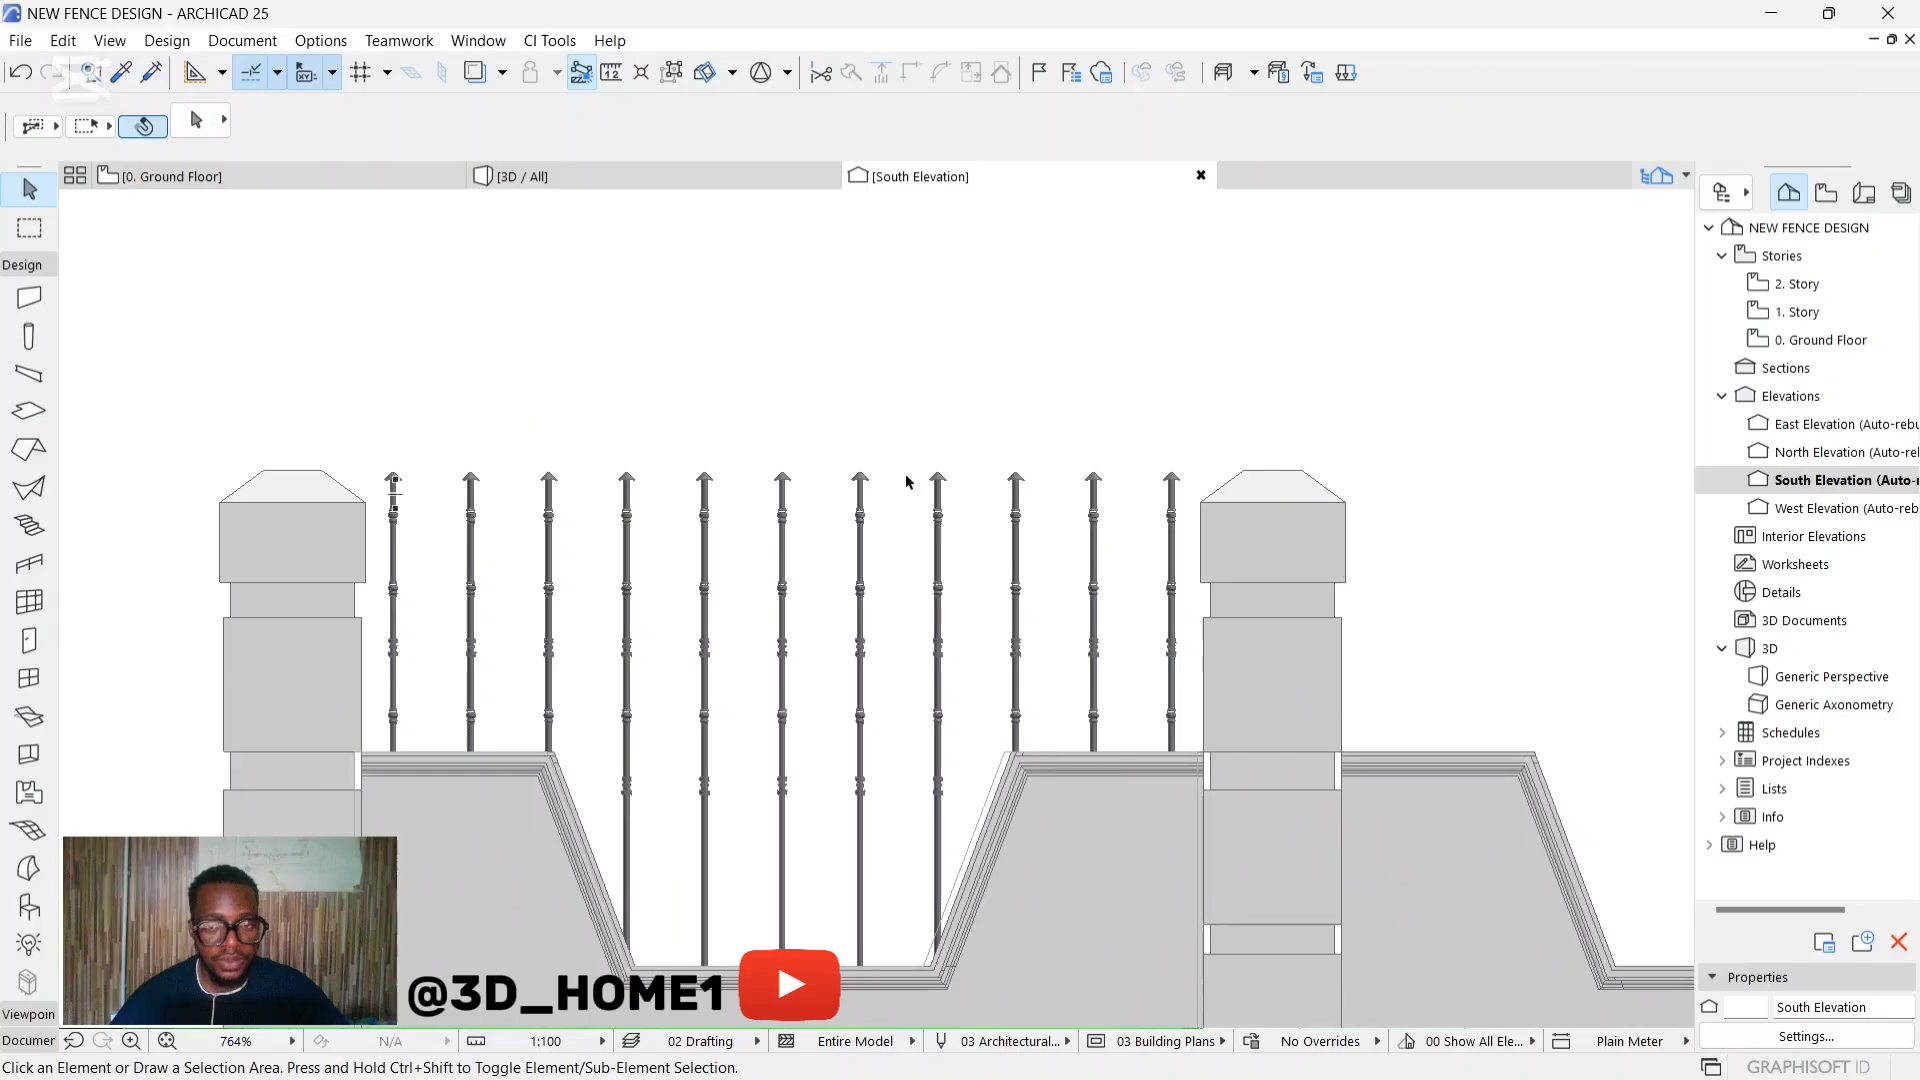 NEW FENCE DESIGN - ARCHICAD 25
File Edit View Design Document Options Teamwork Window CI Tools Help
[0. Ground Floor]
[3D / All]
[South Elevation]
Design
Viewpoin
Documer
NEW FENCE DESIGN
Stories
2. Story
1. Story
0. Ground Floor
Sections
Elevations
East Elevation (Auto-rebu
North Elevation (Auto-rel
South Elevation (Auto-r
West Elevation (Auto-reb
Interior Elevations
Worksheets
Details
3D Documents
3D
Generic Perspective
Generic Axonometry
Schedules
Project Indexes
Lists
Info
Help
Properties
South Elevation
Settings...
@3D_HOME1
764%
N/A
1:100
02 Drafting
Entire Model
03 Architectural...
03 Building Plans
No Overrides
00 Show All Ele...
Plain Meter
Click an Element or Draw a Selection Area. Press and Hold Ctrl+Shift to Toggle Element/Sub-Element Selection.
GRAPHISOFT ID